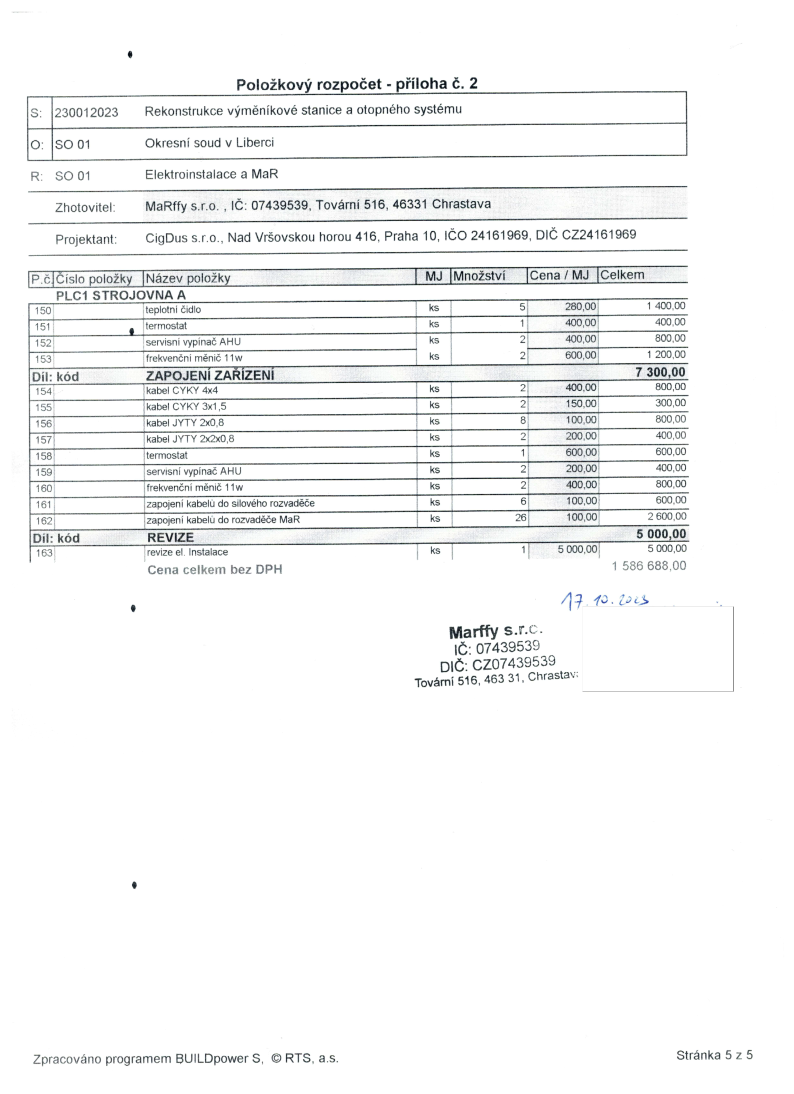 Položkový rozpočet - příloha č. 2
S: 230012023 Rekonstrukce výměníkové stanice a otopného systému
O: SO 01 Okresní soud v Liberci
R: SO 01 Elektroinstalace a MaR
Zhotovitel: MaRffy s.r.o. , IČ: 07439539, Tovární 516, 46331 Chrastava
Projektant: CigDus s.r.o., Nad Vršovskou horou 416, Praha 10, IČO 24161969, DIČ CZ24161969
P.č. Číslo položky Název položky MJ Množství Cena / MJ Celkem
PLC1 STROJOVNA A
150 teplotní čidlo ks 5 280,00 1 400,00
151 termostat ks 1 400,00 400,00
152 servisní vypínač AHU ks 2 400,00 800,00
153 frekvenční měnič 11w ks 2 600,00 1 200,00
Díl: kód ZAPOJENÍ ZAŘÍZENÍ 7 300,00
154 kabel CYKY 4x4 ks 2 400,00 800,00
155 kabel CYKY 3x1,5 ks 2 150,00 300,00
156 kabel JYTY 2x0,8 ks 8 100,00 800,00
157 kabel JYTY 2x2x0,8 ks 2 200,00 400,00
158 termostat ks 1 600,00 600,00
159 servisní vypínač AHU ks 2 200,00 400,00
160 frekvenční měnič 11w ks 2 400,00 800,00
161 zapojení kabelů do silového rozvaděče ks 6 100,00 600,00
162 zapojení kabelů do rozvaděče MaR ks 26 100,00 2 600,00
Díl: kód REVIZE 5 000,00
163 revize el. Instalace ks 1 5 000,00 5 000,00
Cena celkem bez DPH 1 586 688,00
17.10.2023
Marffy s.r.o.
IČ: 07439539
DIČ: CZ07439539
Tovární 516, 463 31, Chrastava
Zpracováno programem BUILDpower S, © RTS, a.s. Stránka 5 z 5